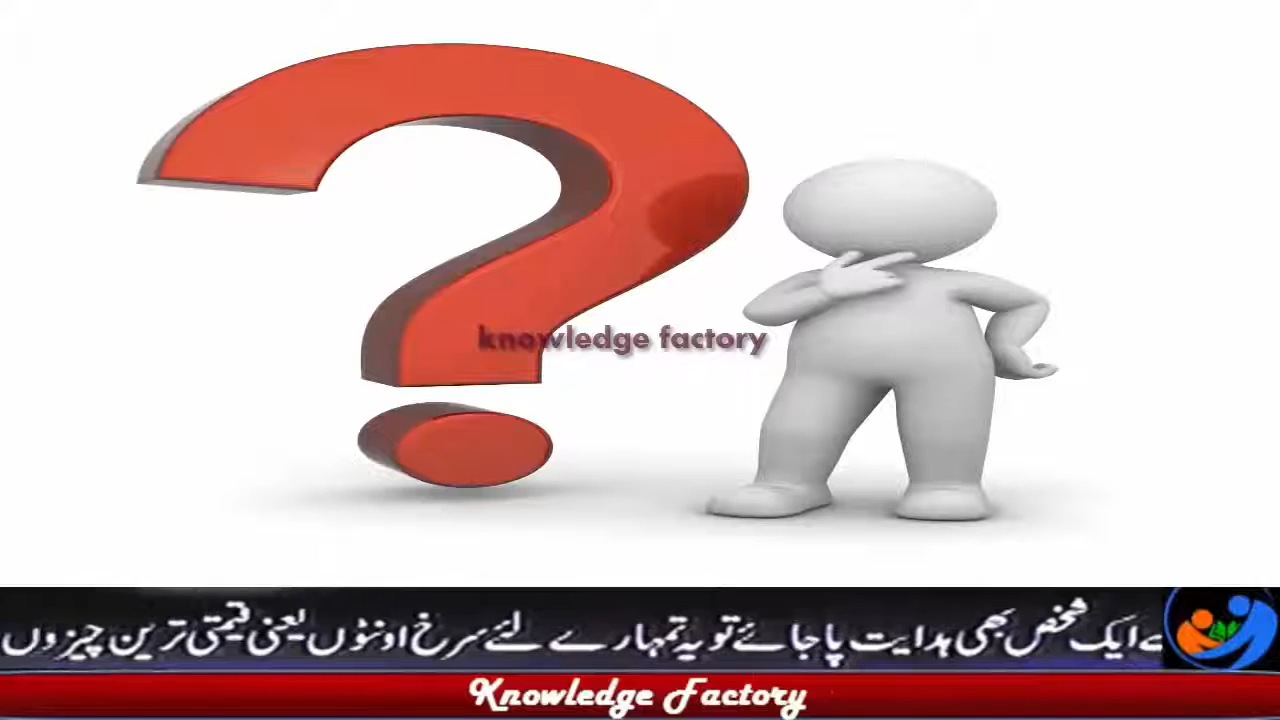 knowledge factory
ے ایک شخص بھی ہدایت پا جائے تو یہ تمہارے لئے سرخ اونٹوں یعنی قیمتی ترین چیزوں
Knowledge Factory